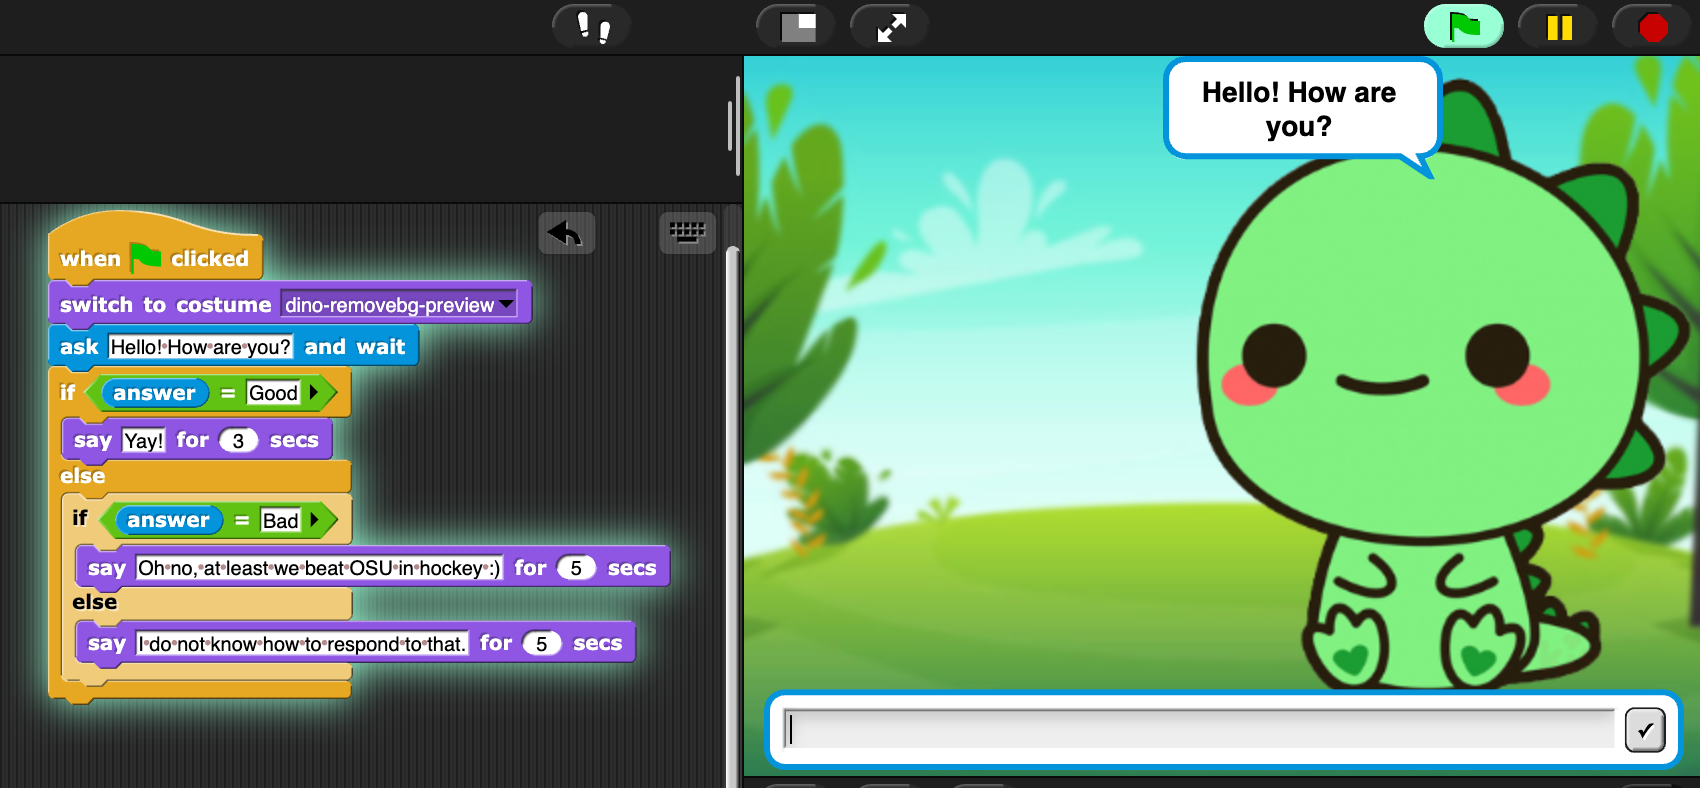 when clicked
switch to costume dino-removebg-preview
ask Hello! How are you? and wait
if answer = Good
say Yay! for 3 secs
else
if answer = Bad
say Oh no, at least we beat OSU in hockey :) for 5 secs
else
say I do not know how to respond to that. for 5 secs
Hello! How are
you?